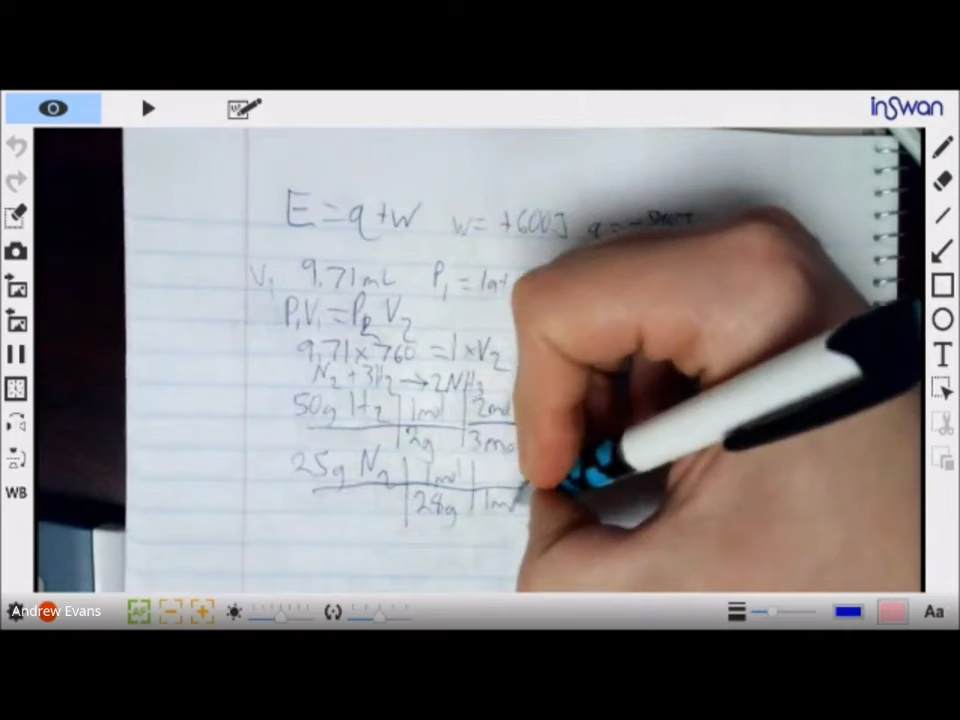 inSwan
E = q + w w = +600J q = -
V₁ 9.71mL P₁ = 1at
P₁V₁ = P₂ V₂
9.71 x 760 = 1 x V₂
N₂ + 3H₂ → 2NH₃
50g H₂ | 1mol | 2mol
2g | 3mo
25g N₂ | 1mol |
28g | 1mol
WB
Andrew Evans
AF
T
Aa